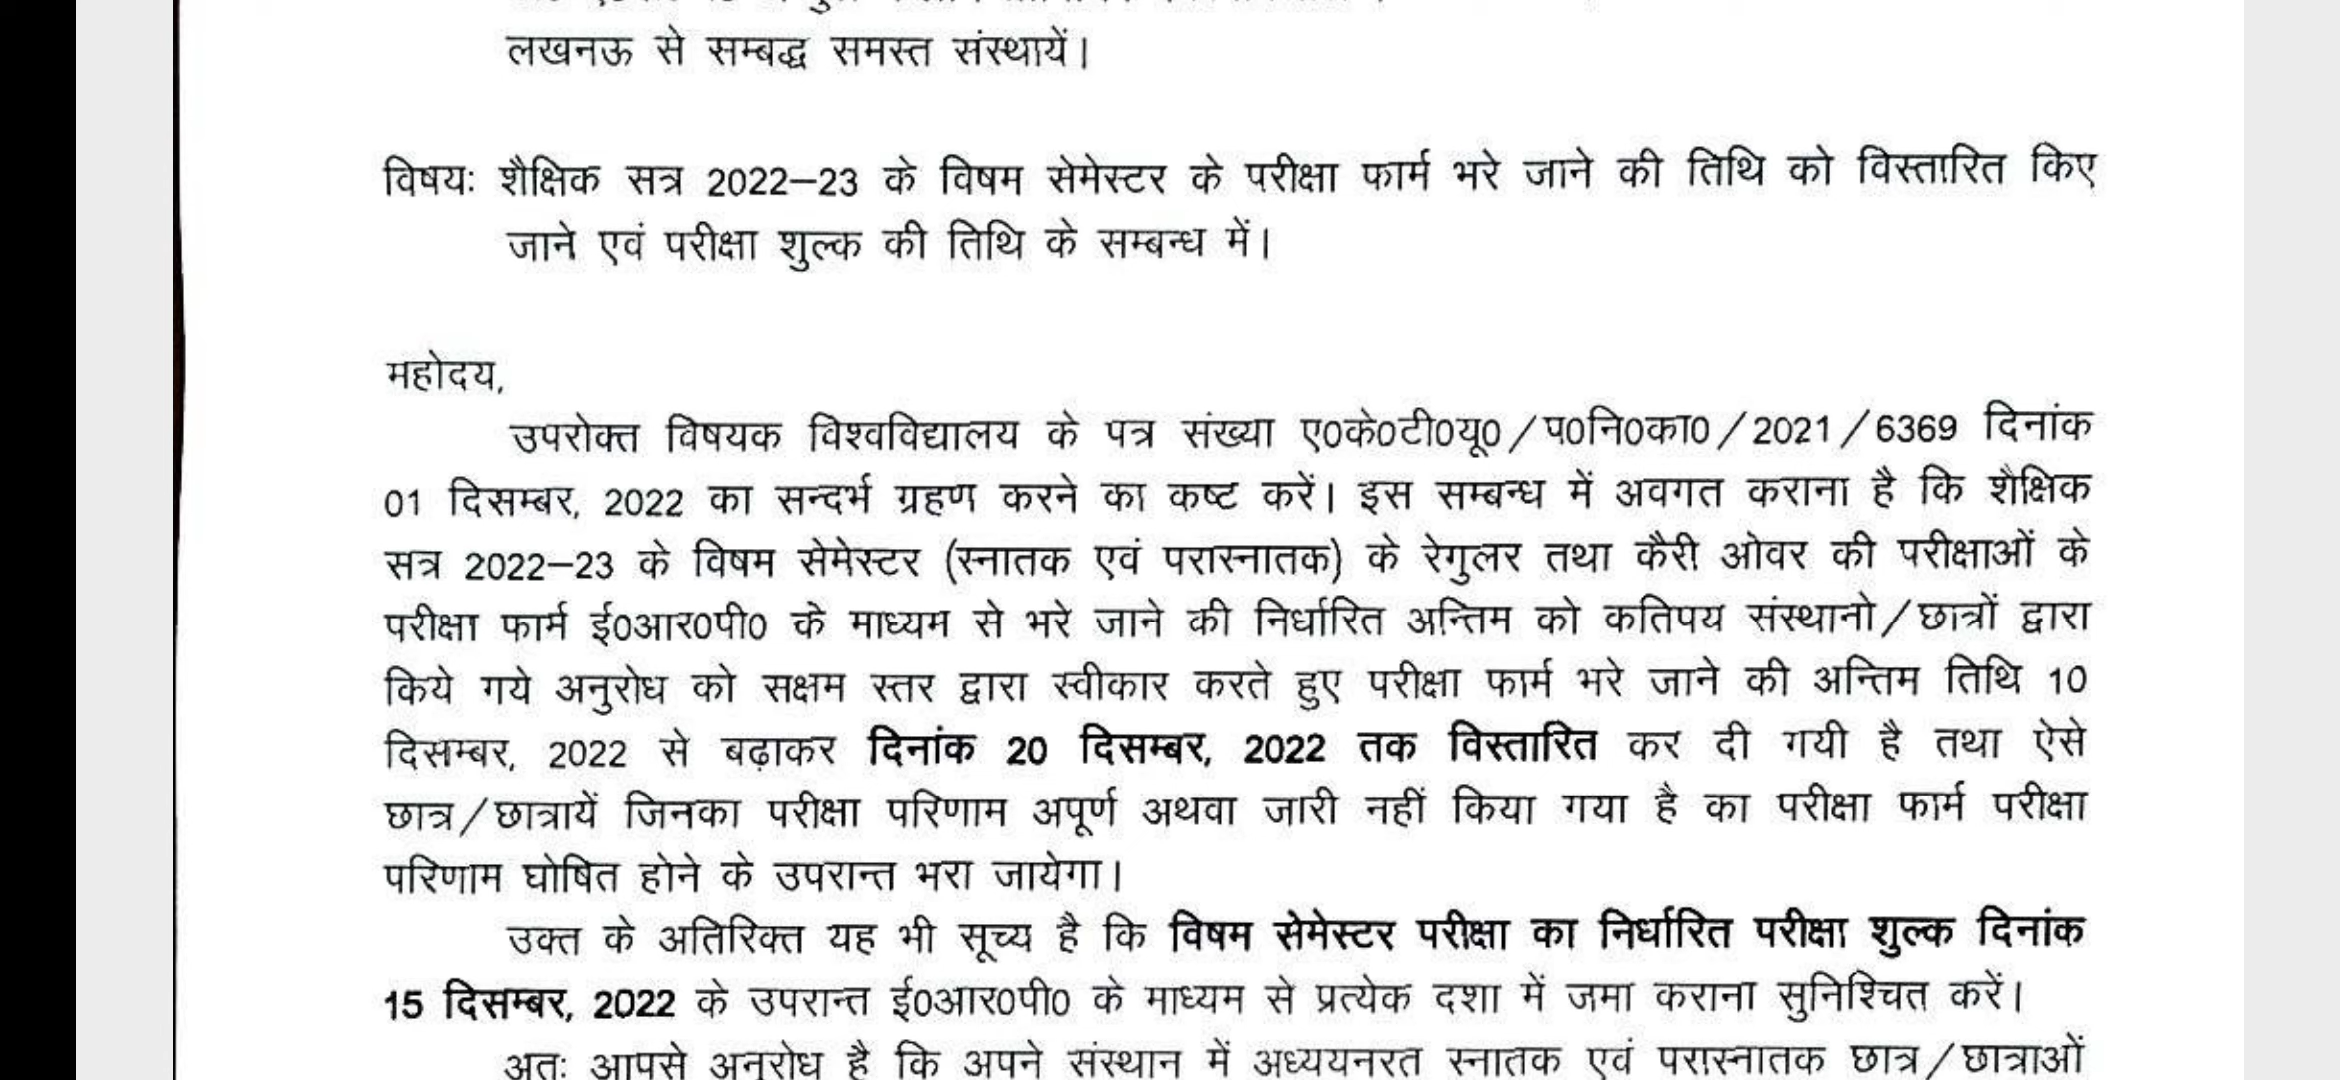 लखनऊ से सम्बद्ध समस्त संस्थायें।
विषयः शैक्षिक सत्र 2022–23 के विषम सेमेस्टर के परीक्षा फार्म भरे जाने की तिथि को विस्तारित किए
जाने एवं परीक्षा शुल्क की तिथि के सम्बन्ध में।
महोदय,
उपरोक्त विषयक विश्वविद्यालय के पत्र संख्या ए0के0टी0यू0/प0नि0का0/2021/6369 दिनांक
01 दिसम्बर, 2022 का सन्दर्भ ग्रहण करने का कष्ट करें। इस सम्बन्ध में अवगत कराना है कि शैक्षिक
सत्र 2022–23 के विषम सेमेस्टर (स्नातक एवं परास्नातक) के रेगुलर तथा कैरी ओवर की परीक्षाओं के
परीक्षा फार्म ई0आर0पी0 के माध्यम से भरे जाने की निर्धारित अन्तिम को कतिपय संस्थानो/छात्रों द्वारा
किये गये अनुरोध को सक्षम स्तर द्वारा स्वीकार करते हुए परीक्षा फार्म भरे जाने की अन्तिम तिथि 10
दिसम्बर, 2022 से बढ़ाकर दिनांक 20 दिसम्बर, 2022 तक विस्तारित कर दी गयी है तथा ऐसे
छात्र/छात्रायें जिनका परीक्षा परिणाम अपूर्ण अथवा जारी नहीं किया गया है का परीक्षा फार्म परीक्षा
परिणाम घोषित होने के उपरान्त भरा जायेगा।
उक्त के अतिरिक्त यह भी सूच्य है कि विषम सेमेस्टर परीक्षा का निर्धारित परीक्षा शुल्क दिनांक
15 दिसम्बर, 2022 के उपरान्त ई0आर0पी0 के माध्यम से प्रत्येक दशा में जमा कराना सुनिश्चित करें।
अतः आपसे अनुरोध है कि अपने संस्थान में अध्ययनरत स्नातक एवं परास्नातक छात्र/छात्राओं